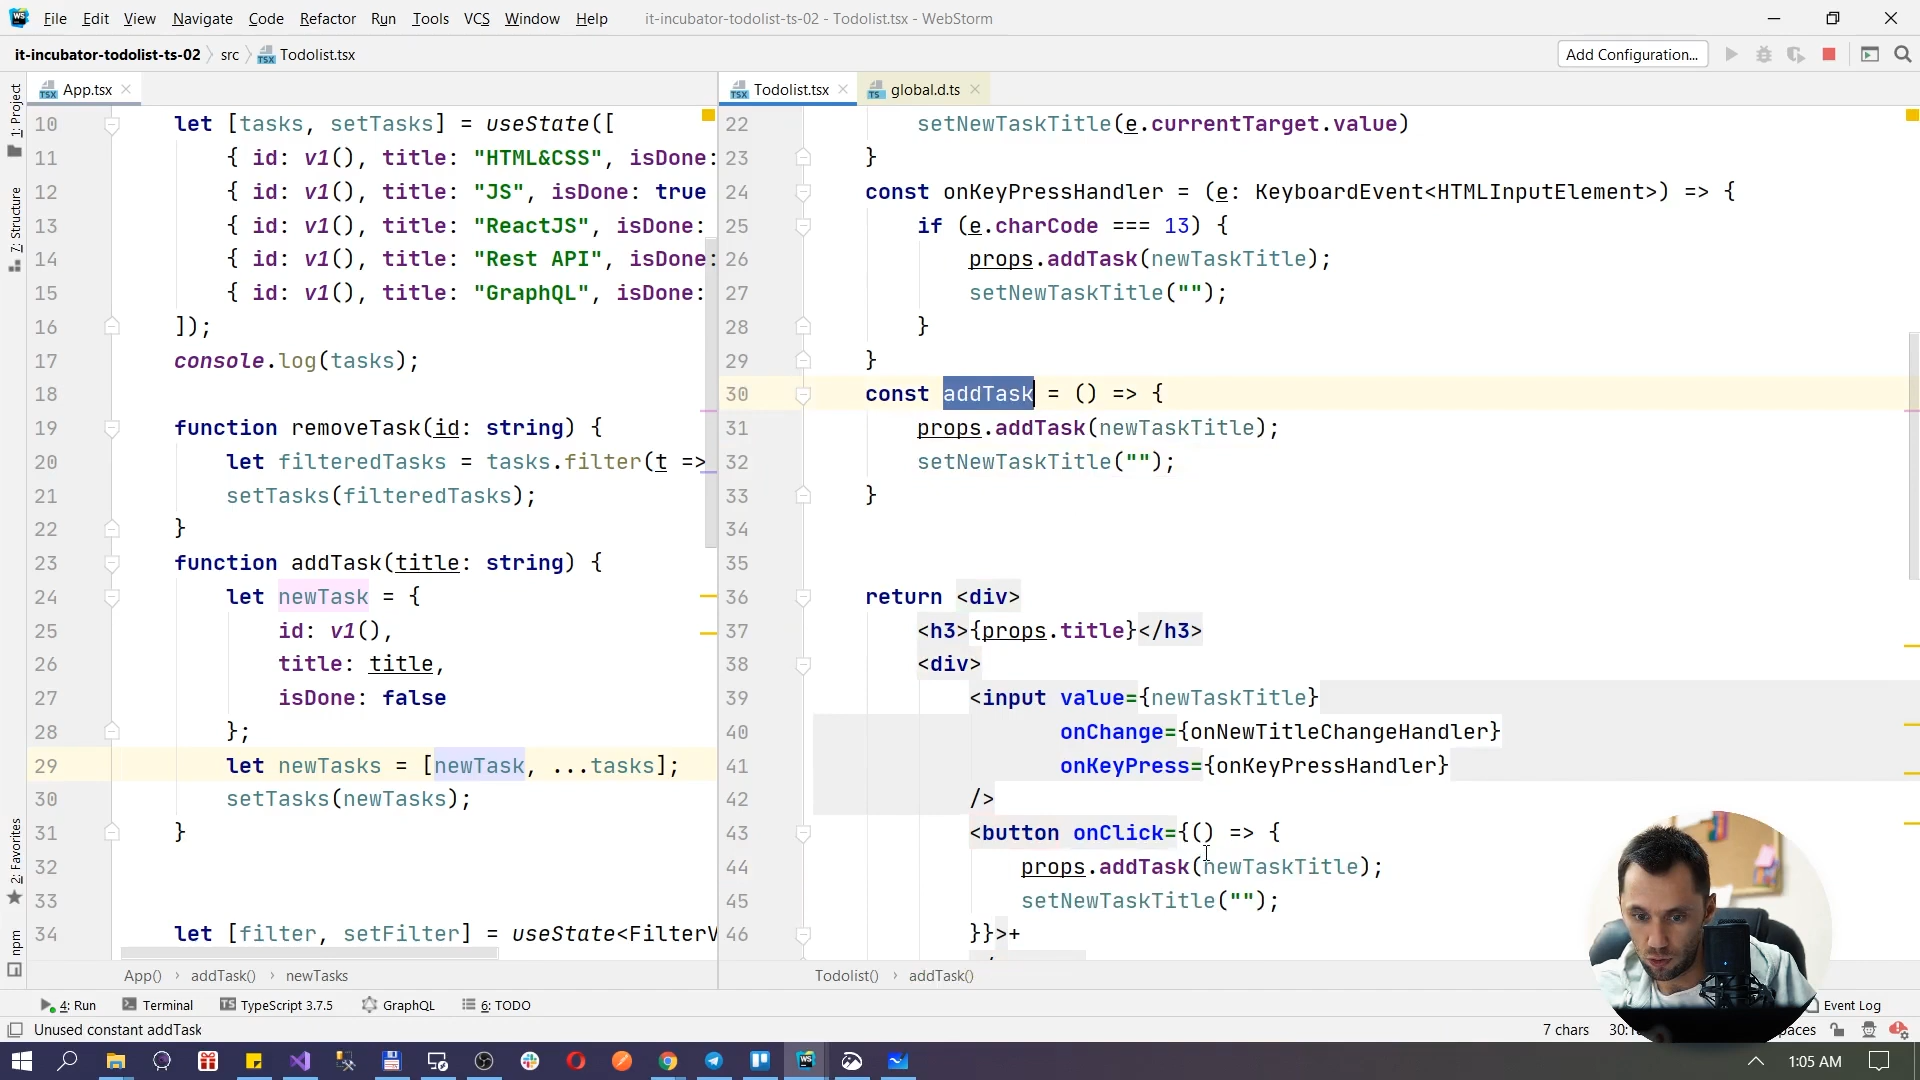 File Edit View Navigate Code Refactor Run Tools VCS Window Help it-incubator-todolist-ts-02 - Todolist.tsx - WebStorm
it-incubator-todolist-ts-02 src Todolist.tsx Add Configuration...
App.tsx
Todolist.tsx global.d.ts
1: Project
7: Structure
2: Favorites
npm
10 let [tasks, setTasks] = useState([
11 { id: v1(), title: "HTML&CSS", isDone:
12 { id: v1(), title: "JS", isDone: true
13 { id: v1(), title: "ReactJS", isDone:
14 { id: v1(), title: "Rest API", isDone:
15 { id: v1(), title: "GraphQL", isDone:
16 ]);
17 console.log(tasks);
18
19 function removeTask(id: string) {
20 let filteredTasks = tasks.filter(t =>
21 setTasks(filteredTasks);
22 }
23 function addTask(title: string) {
24 let newTask = {
25 id: v1(),
26 title: title,
27 isDone: false
28 };
29 let newTasks = [newTask, ...tasks];
30 setTasks(newTasks);
31 }
32
33
34 let [filter, setFilter] = useState<FilterV
App() › addTask() › newTasks
22 setNewTaskTitle(e.currentTarget.value)
23 }
24 const onKeyPressHandler = (e: KeyboardEvent<HTMLInputElement>) => {
25 if (e.charCode === 13) {
26 props.addTask(newTaskTitle);
27 setNewTaskTitle("");
28 }
29 }
30 const addTask = () => {
31 props.addTask(newTaskTitle);
32 setNewTaskTitle("");
33 }
34
35
36 return <div>
37 <h3>{props.title}</h3>
38 <div>
39 <input value={newTaskTitle}
40 onChange={onNewTitleChangeHandler}
41 onKeyPress={onKeyPressHandler}
42 />
43 <button onClick={() => {
44 props.addTask(newTaskTitle);
45 setNewTaskTitle("");
46 }}>+
Todolist() › addTask()
4: Run Terminal TypeScript 3.7.5 GraphQL 6: TODO Event Log
Unused constant addTask 7 chars
1:05 AM